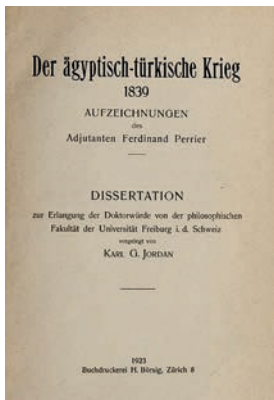 Der ägyptisch-türkische Krieg
1839
AUFZEICHNUNGEN
des
Adjutanten Ferdinand Perrier
DISSERTATION
zur Erlangung der Doktorwürde von der philosophischen
Fakultät der Universität Freiburg i. d. Schweiz
vorgelegt von
KARL G. JORDAN
1923
Buchdruckerei H. Börsig, Zürich 8